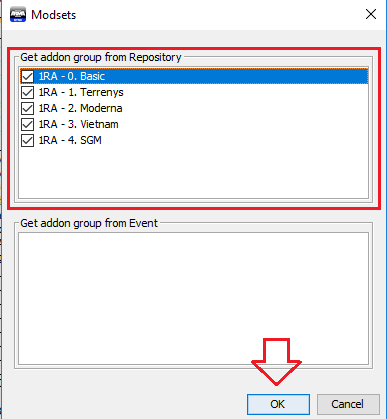 Modsets
Get addon group from Repository
1RA - 0. Basic
1RA - 1. Terrenys
1RA - 2. Moderna
1RA - 3. Vietnam
1RA - 4. SGM
Get addon group from Event
OK
Cancel